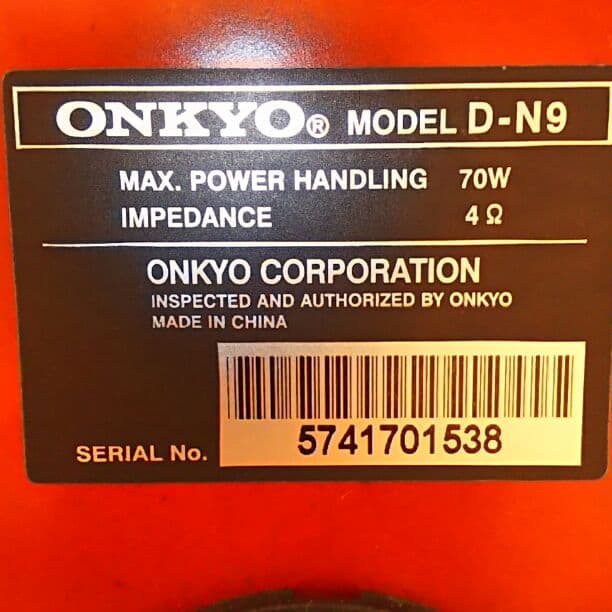 ONKYO® MODEL D-N9
MAX. POWER HANDLING 70W
IMPEDANCE 4 Ω
ONKYO CORPORATION
INSPECTED AND AUTHORIZED BY ONKYO
MADE IN CHINA
SERIAL No. 5741701538